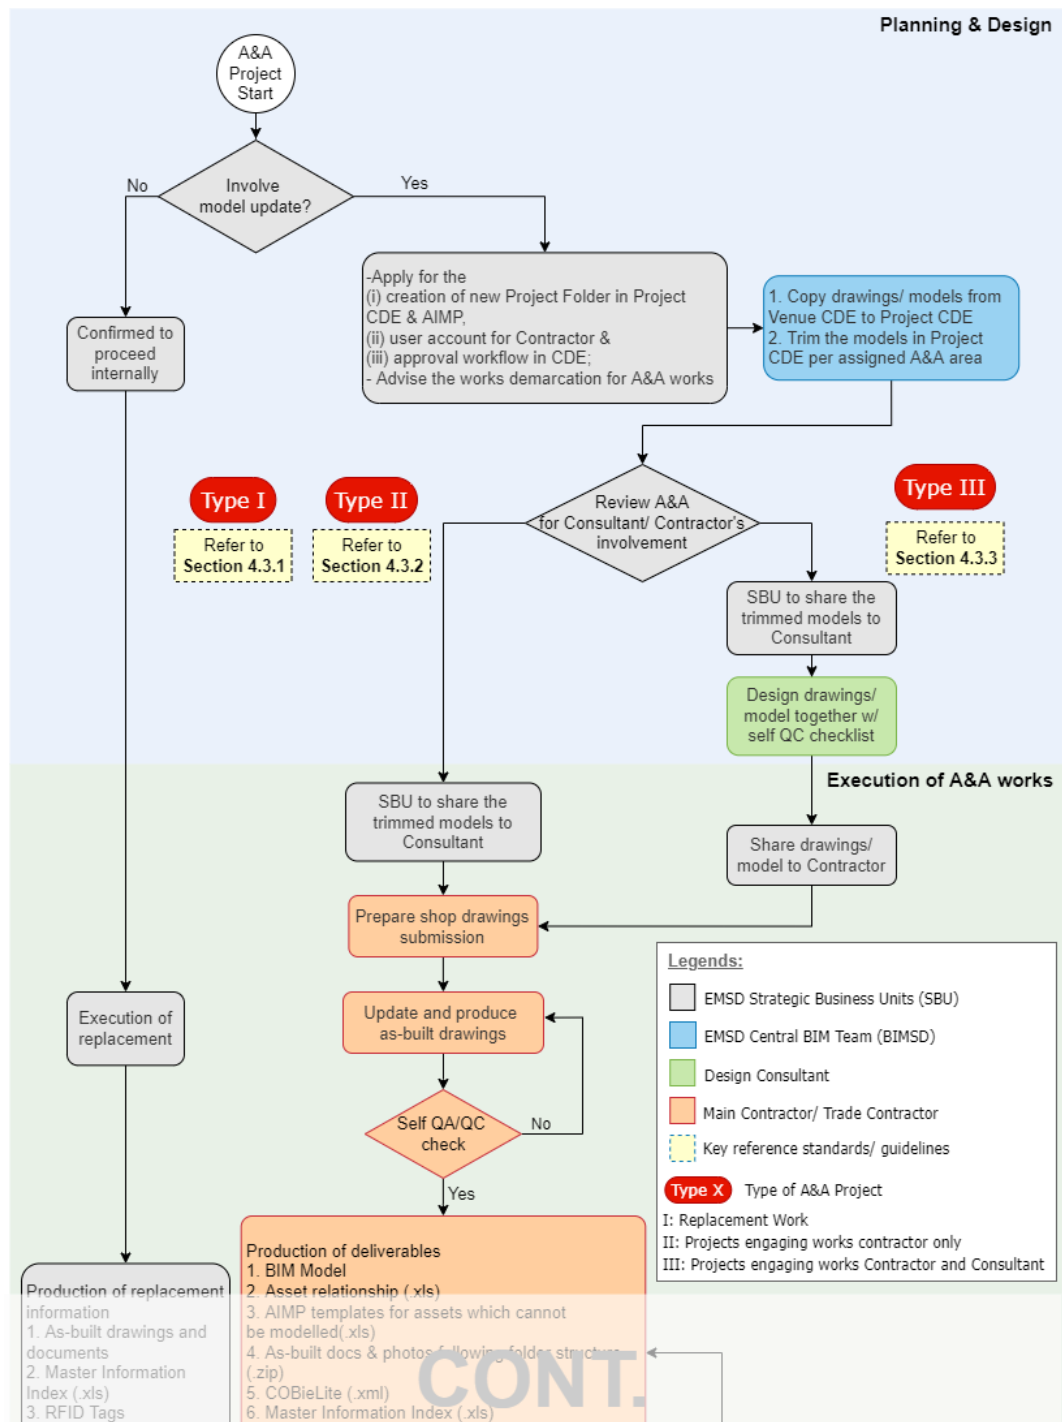 Planning & Design
A&A
Project
Start
Involve
model update?
No
Yes
-Apply for the
(i) creation of new Project Folder in Project
CDE & AIMP,
(ii) user account for Contractor &
(iii) approval workflow in CDE;
- Advise the works demarcation for A&A works
1. Copy drawings/ models from
Venue CDE to Project CDE
2. Trim the models in Project
CDE per assigned A&A area
Confirmed to
proceed
internally
Type I
Refer to
Section 4.3.1
Type II
Refer to
Section 4.3.2
Review A&A
for Consultant/ Contractor's
involvement
Type III
Refer to
Section 4.3.3
SBU to share the
trimmed models to
Consultant
Design drawings/
model together w/
self QC checklist
Execution of A&A works
SBU to share the
trimmed models to
Consultant
Share drawings/
model to Contractor
Prepare shop drawings
submission
Update and produce
as-built drawings
Execution of
replacement
Self QA/QC
check
No
Yes
Legends:
EMSD Strategic Business Units (SBU)
EMSD Central BIM Team (BIMSD)
Design Consultant
Main Contractor/ Trade Contractor
Key reference standards/ guidelines
Type X
Type of A&A Project
I: Replacement Work
II: Projects engaging works contractor only
III: Projects engaging works Contractor and Consultant
Production of replacement
information
1. As-built drawings and
documents
2. Master Information
Index (.xls)
3. RFID Tags
Production of deliverables
1. BIM Model
2. Asset relationship (.xls)
3. AIMP templates for assets which cannot
be modelled(.xls)
4. As-built docs & photos following folder structure
(.zip)
5. COBieLite (.xml)
6. Master Information Index (.xls)
CONT.